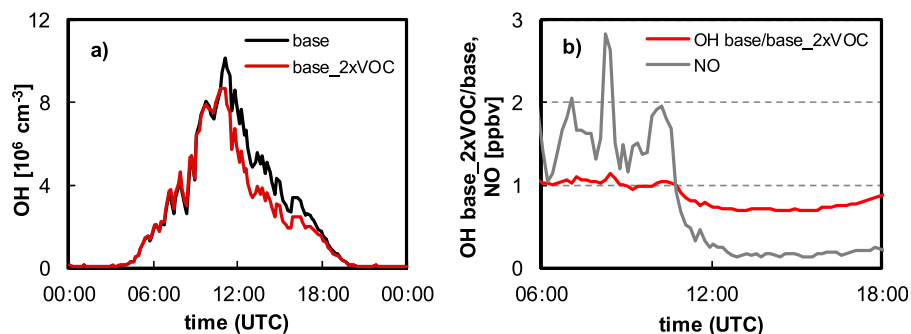 a)
base
base_2xVOC
OH [10⁶ cm⁻³]
12
8
4
0
00:00 06:00 12:00 18:00 00:00
time (UTC)
b)
OH base/base_2xVOC
NO
OH base_2xVOC/base,
NO [ppbv]
3
2
1
0
06:00 12:00 18:00
time (UTC)